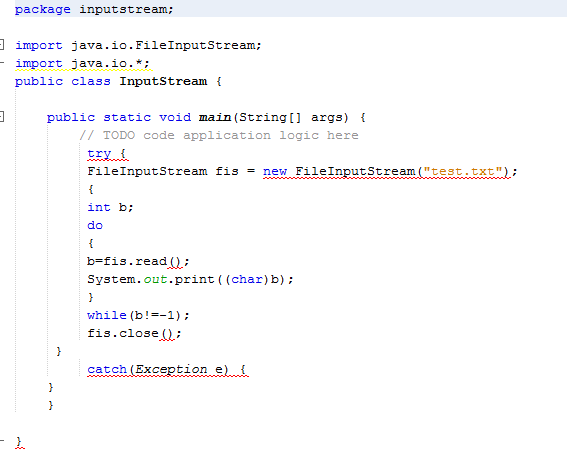 package inputstream;
import java.io.FileInputStream;
import java.io.*;
public class InputStream {
public static void main(String[] args) {
// TODO code application logic here
try {
FileInputStream fis = new FileInputStream("test.txt");
{
int b;
do
{
b=fis.read();
System.out.print((char)b);
}
while(b!=-1);
fis.close();
}
catch(Exception e) {
}
}
}